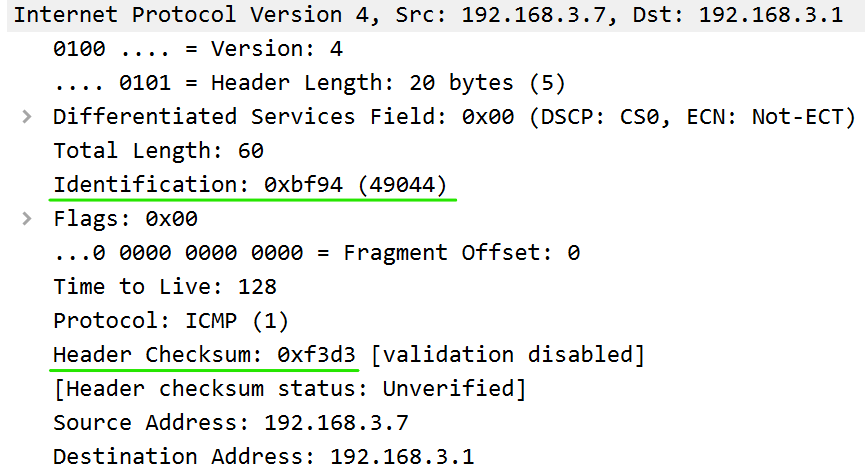 Internet Protocol Version 4, Src: 192.168.3.7, Dst: 192.168.3.1
0100 .... = Version: 4
.... 0101 = Header Length: 20 bytes (5)
Differentiated Services Field: 0x00 (DSCP: CS0, ECN: Not-ECT)
Total Length: 60
Identification: 0xbf94 (49044)
Flags: 0x00
...0 0000 0000 0000 = Fragment Offset: 0
Time to Live: 128
Protocol: ICMP (1)
Header Checksum: 0xf3d3 [validation disabled]
[Header checksum status: Unverified]
Source Address: 192.168.3.7
Destination Address: 192.168.3.1